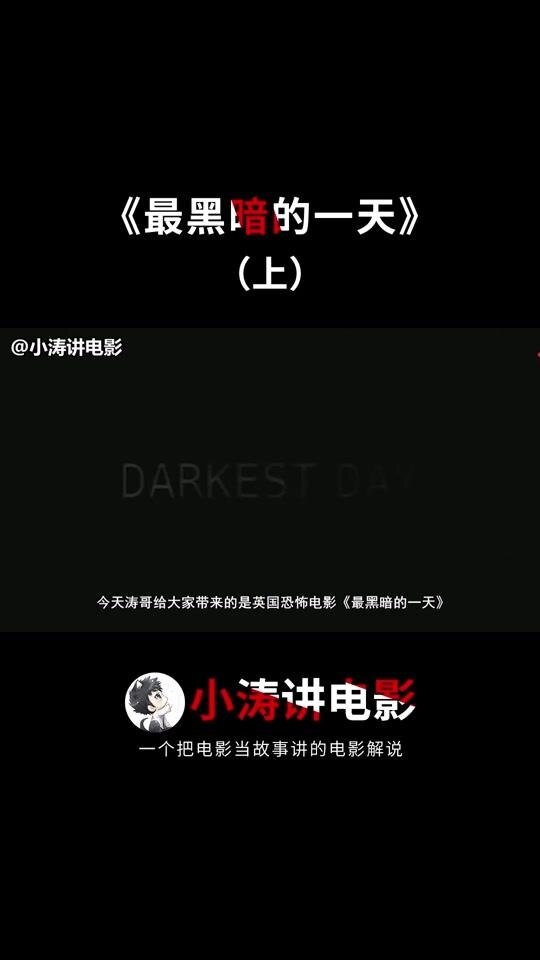 《最黑暗的一天》
（上）
@小涛讲电影
DARKEST DAY
今天涛哥给大家带来的是英国恐怖电影《最黑暗的一天》
小涛讲电影
一个把电影当故事讲的电影解说